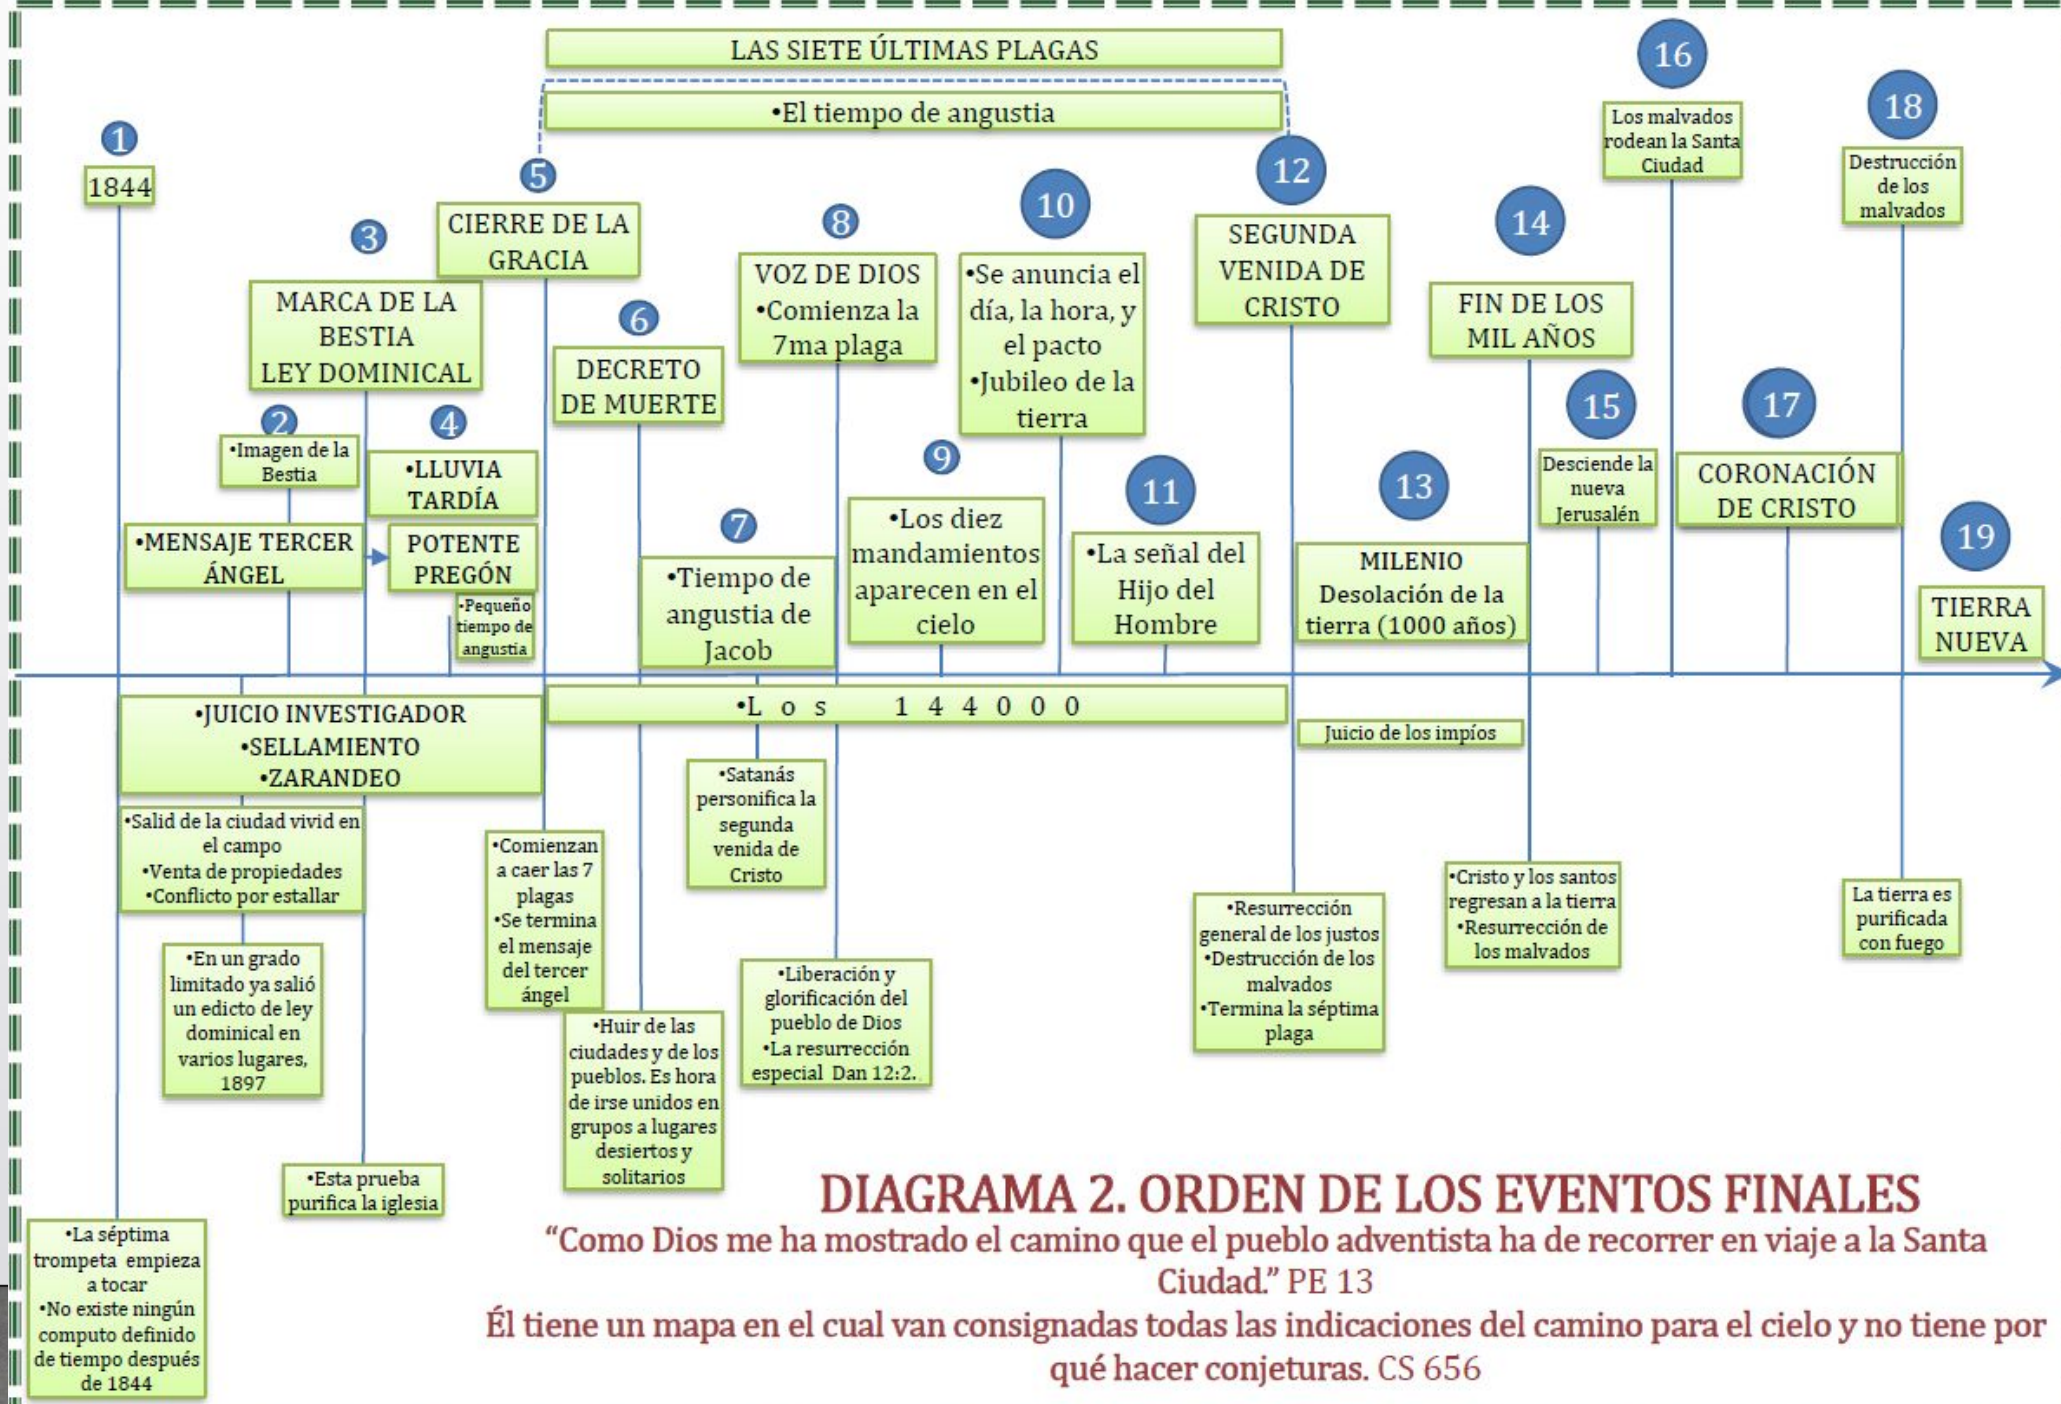 LAS SIETE ÚLTIMAS PLAGAS
•El tiempo de angustia
1
1844
2
•Imagen de la
Bestia
•MENSAJE TERCER
ÁNGEL
3
MARCA DE LA
BESTIA
LEY DOMINICAL
4
•LLUVIA
TARDÍA
POTENTE
PREGÓN
•Pequeño
tiempo de
angustia
5
CIERRE DE LA
GRACIA
6
DECRETO
DE MUERTE
7
•Tiempo de
angustia de
Jacob
8
VOZ DE DIOS
•Comienza la
7ma plaga
9
•Los diez
mandamientos
aparecen en el
cielo
10
•Se anuncia el
día, la hora, y
el pacto
•Jubileo de la
tierra
11
•La señal del
Hijo del
Hombre
12
SEGUNDA
VENIDA DE
CRISTO
13
MILENIO
Desolación de la
tierra (1000 años)
14
FIN DE LOS
MIL AÑOS
15
Desciende la
nueva
Jerusalén
16
Los malvados
rodean la Santa
Ciudad
17
CORONACIÓN
DE CRISTO
18
Destrucción
de los
malvados
19
TIERRA
NUEVA
•JUICIO INVESTIGADOR
•SELLAMIENTO
•ZARANDEO
•L o s 1 4 4 0 0 0
Juicio de los impíos
•Salid de la ciudad vivid en
el campo
•Venta de propiedades
•Conflicto por estallar
•En un grado
limitado ya salió
un edicto de ley
dominical en
varios lugares,
1897
•Esta prueba
purifica la iglesia
•La séptima
trompeta empieza
a tocar
•No existe ningún
computo definido
de tiempo después
de 1844
•Comienzan
a caer las 7
plagas
•Se termina
el mensaje
del tercer
ángel
•Huir de las
ciudades y de los
pueblos. Es hora
de irse unidos en
grupos a lugares
desiertos y
solitarios
•Satanás
personifica la
segunda
venida de
Cristo
•Liberación y
glorificación del
pueblo de Dios
•La resurrección
especial Dan 12:2.
•Resurrección
general de los justos
•Destrucción de los
malvados
•Termina la séptima
plaga
•Cristo y los santos
regresan a la tierra
•Resurrección de
los malvados
La tierra es
purificada
con fuego
DIAGRAMA 2. ORDEN DE LOS EVENTOS FINALES
“Como Dios me ha mostrado el camino que el pueblo adventista ha de recorrer en viaje a la Santa
Ciudad.” PE 13
Él tiene un mapa en el cual van consignadas todas las indicaciones del camino para el cielo y no tiene por
qué hacer conjeturas. CS 656